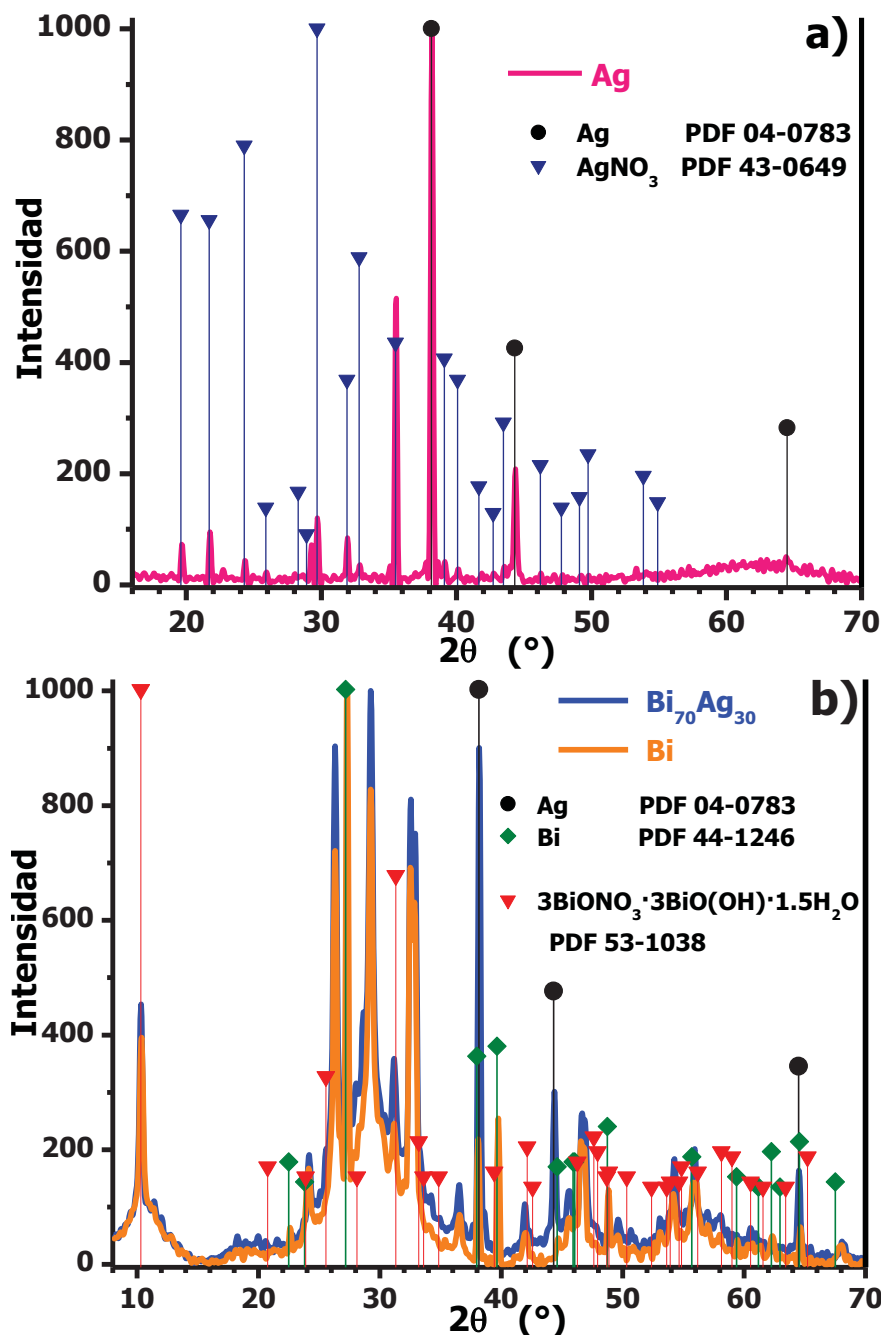 a)
Ag
Ag PDF 04-0783
AgNO₃ PDF 43-0649
Intensidad
1000
800
600
400
200
0
20 30 40 50 60 70
2θ (°)
b)
Bi₇₀Ag₃₀
Bi
Ag PDF 04-0783
Bi PDF 44-1246
3BiONO₃·3BiO(OH)·1.5H₂O
PDF 53-1038
Intensidad
1000
800
600
400
200
0
10 20 30 40 50 60 70
2θ (°)